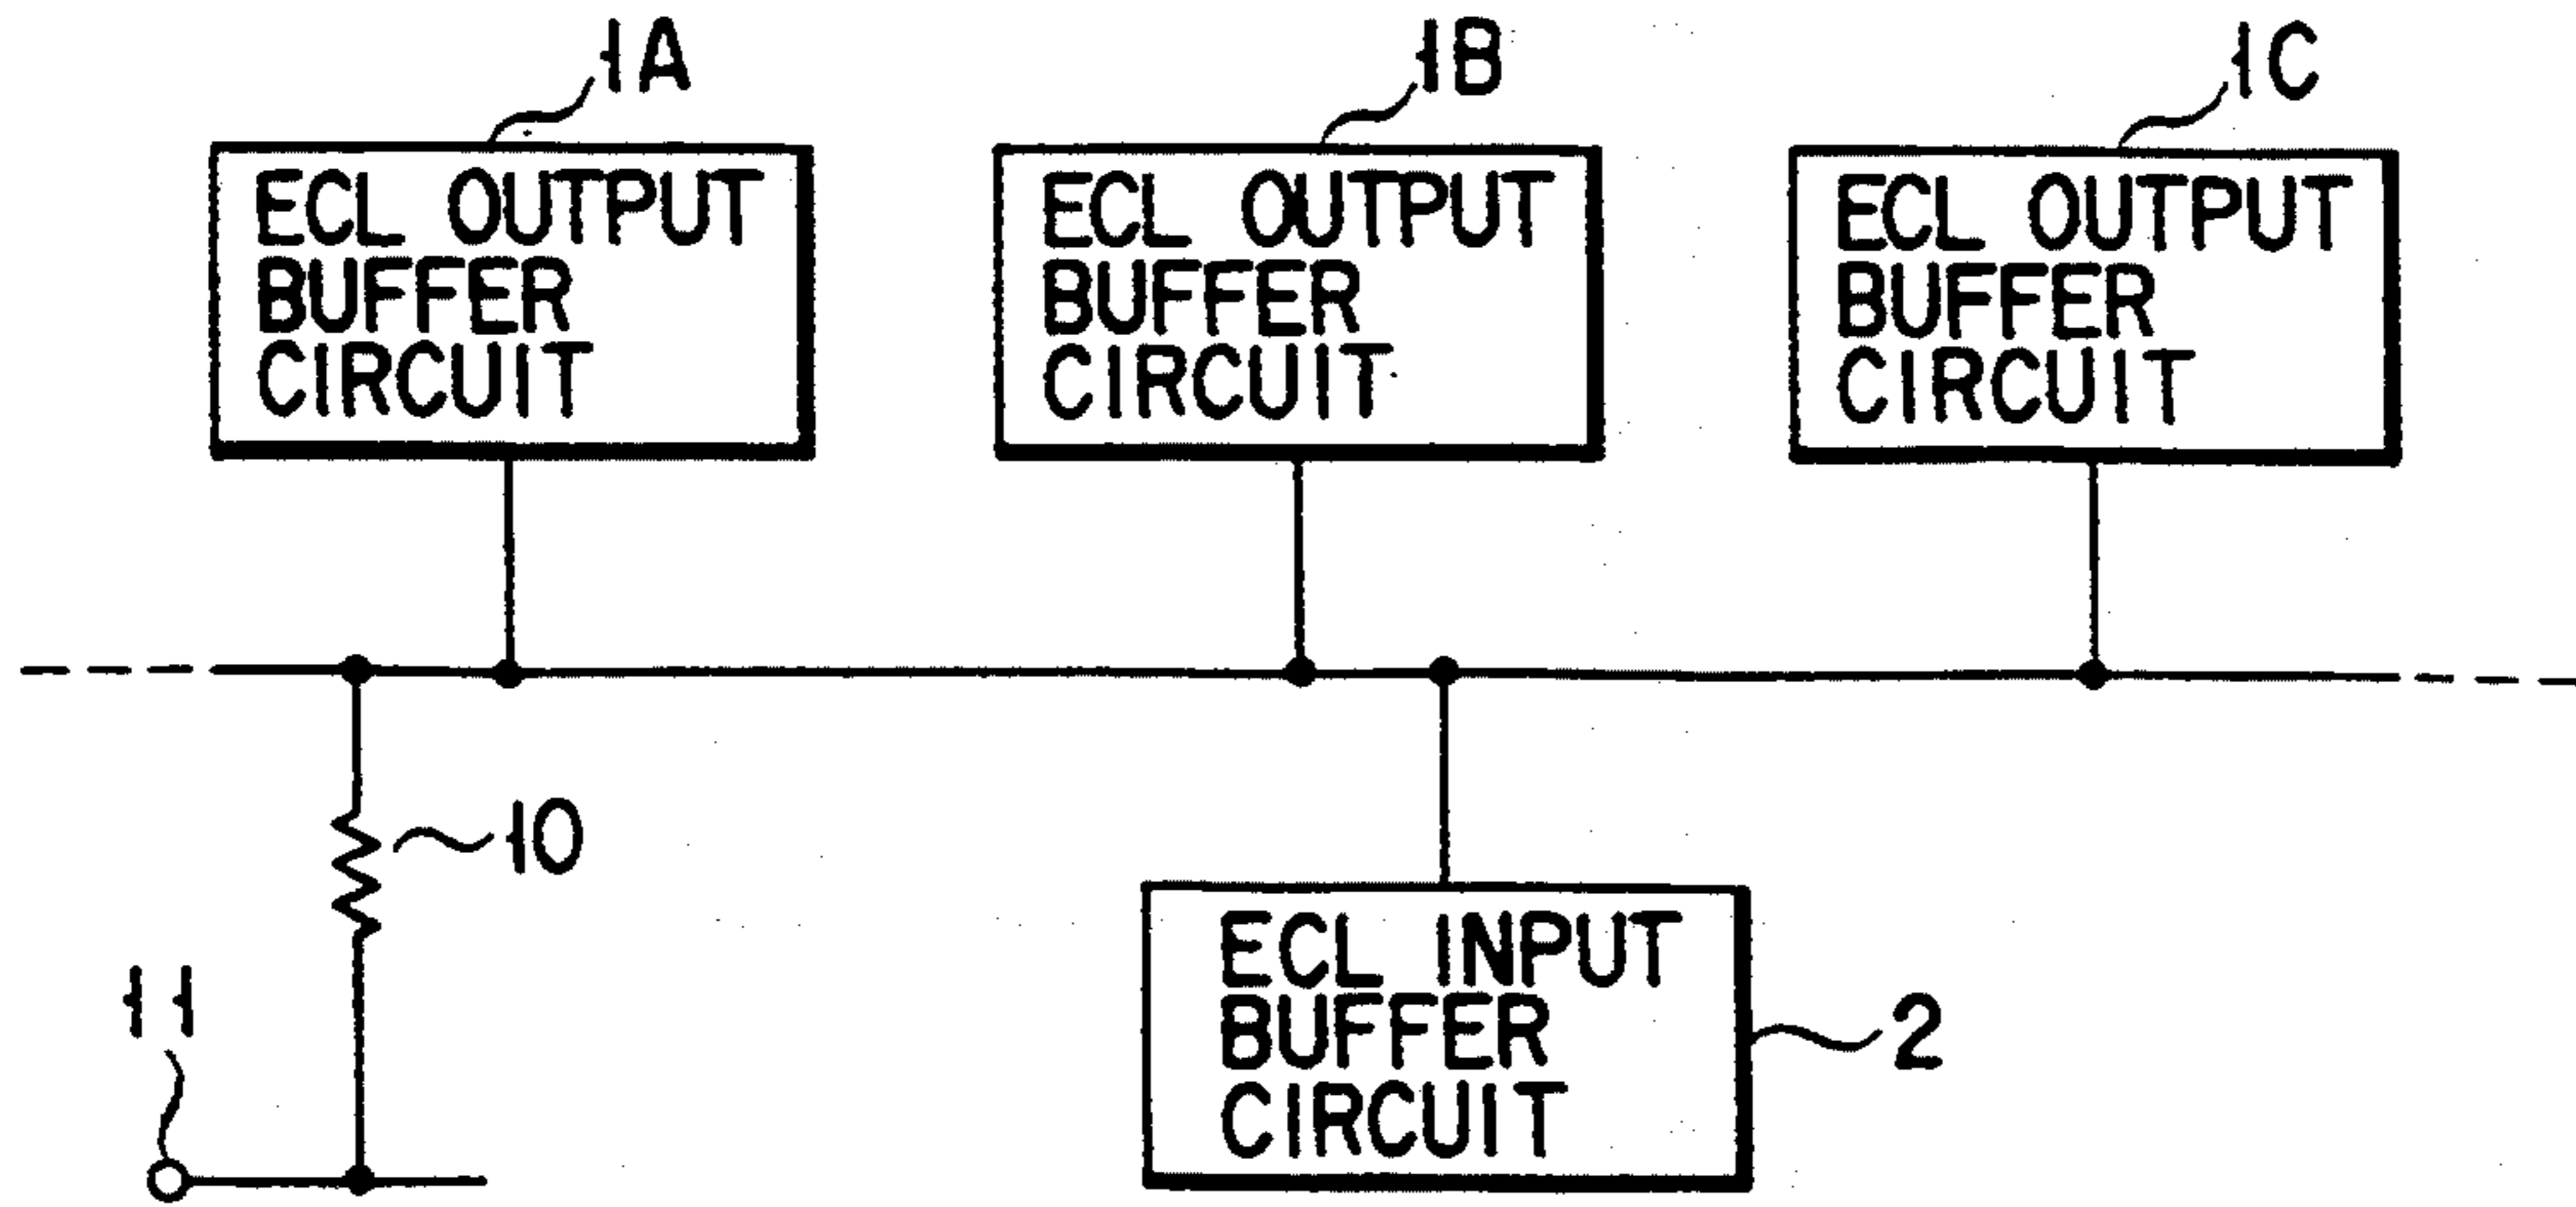 1A
1B
1C
ECL OUTPUT
BUFFER
CIRCUIT
ECL OUTPUT
BUFFER
CIRCUIT
ECL OUTPUT
BUFFER
CIRCUIT
10
11
ECL INPUT
BUFFER
CIRCUIT
2